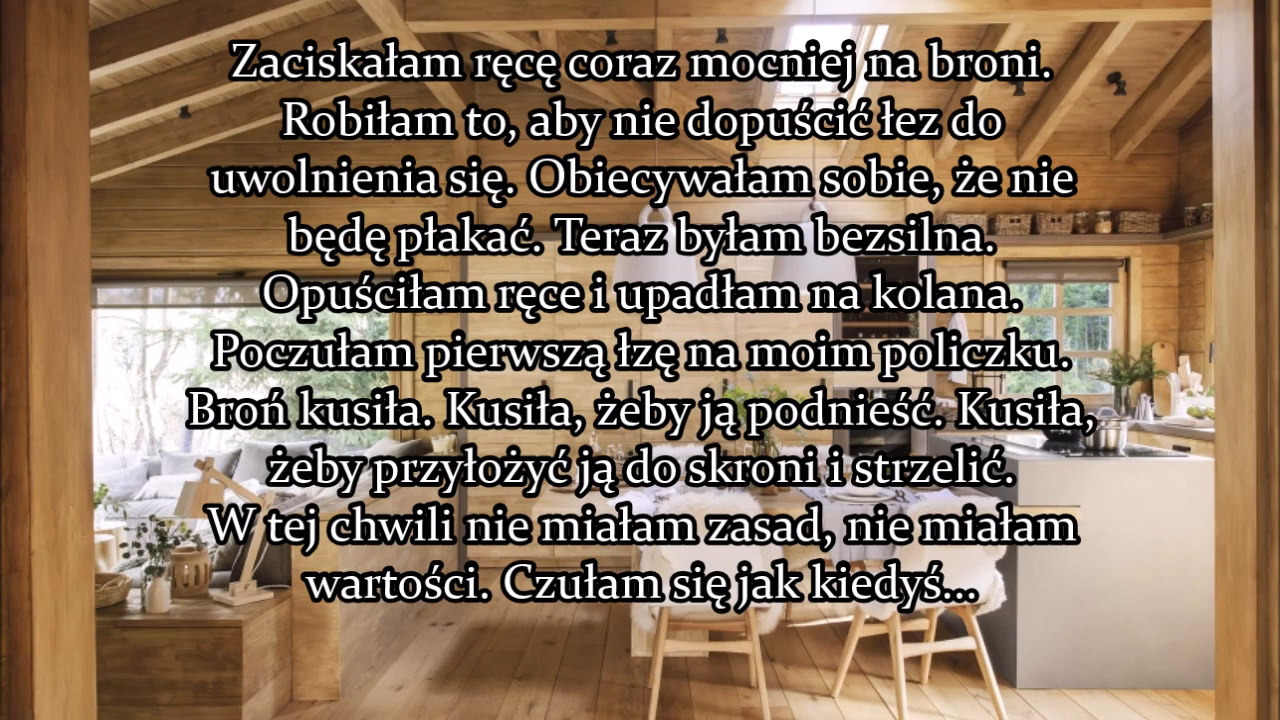 Zaciskałam ręcę coraz mocniej na broni.
Robiłam to, aby nie dopuścić łez do
uwolnienia się. Obiecywałam sobie, że nie
będę płakać. Teraz byłam bezsilna.
Opuściłam ręce i upadłam na kolana.
Poczułam pierwszą łzę na moim policzku.
Broń kusiła. Kusiła, żeby ją podnieść. Kusiła,
żeby przyłożyć ją do skroni i strzelić.
W tej chwili nie miałam zasad, nie miałam
wartości. Czułam się jak kiedyś...